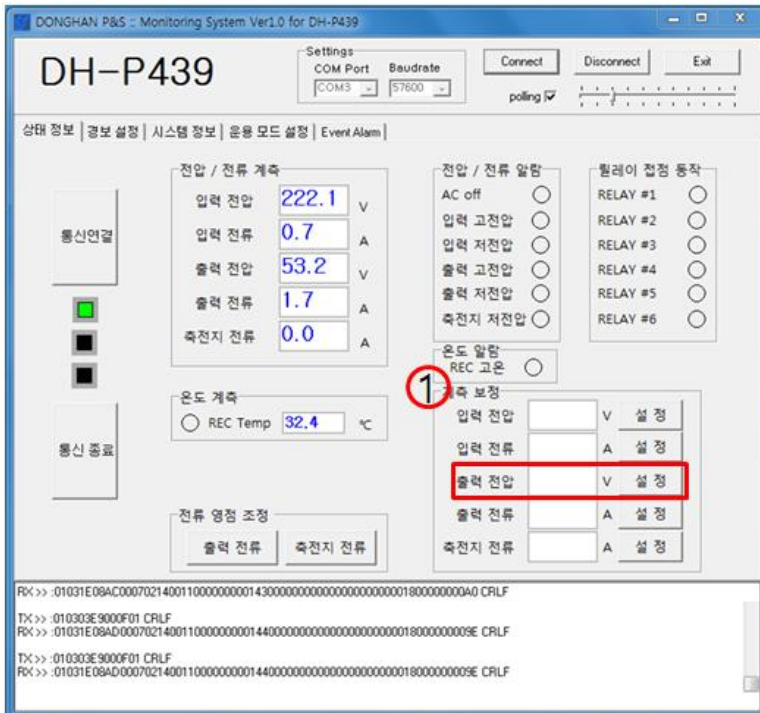 DONGHAN P&S :: Monitoring System Ver1.0 for DH-P439
DH-P439
Settings
COM Port Baudrate
COM3 57600
Connect Disconnect Exit
polling
상태 정보 경보 설정 시스템 정보 운용 모드 설정 Event Alarm
통신연결
통신 종료
전압 / 전류 계측
입력 전압 222.1 V
입력 전류 0.7 A
출력 전압 53.2 V
출력 전류 1.7 A
축전지 전류 0.0 A
온도 계측
REC Temp 32.4 ℃
전류 영점 조정
출력 전류 축전지 전류
전압 / 전류 알람
AC off
입력 고전압
입력 저전압
출력 고전압
출력 저전압
축전지 저전압
릴레이 접점 동작
RELAY #1
RELAY #2
RELAY #3
RELAY #4
RELAY #5
RELAY #6
온도 알람
REC 고온
1
계측 보정
입력 전압 V 설 정
입력 전류 A 설 정
출력 전압 V 설 정
출력 전류 A 설 정
축전지 전류 A 설 정
TX >> :010303E9000F01 CRLF
TX >> :010303E9000F01 CRLF